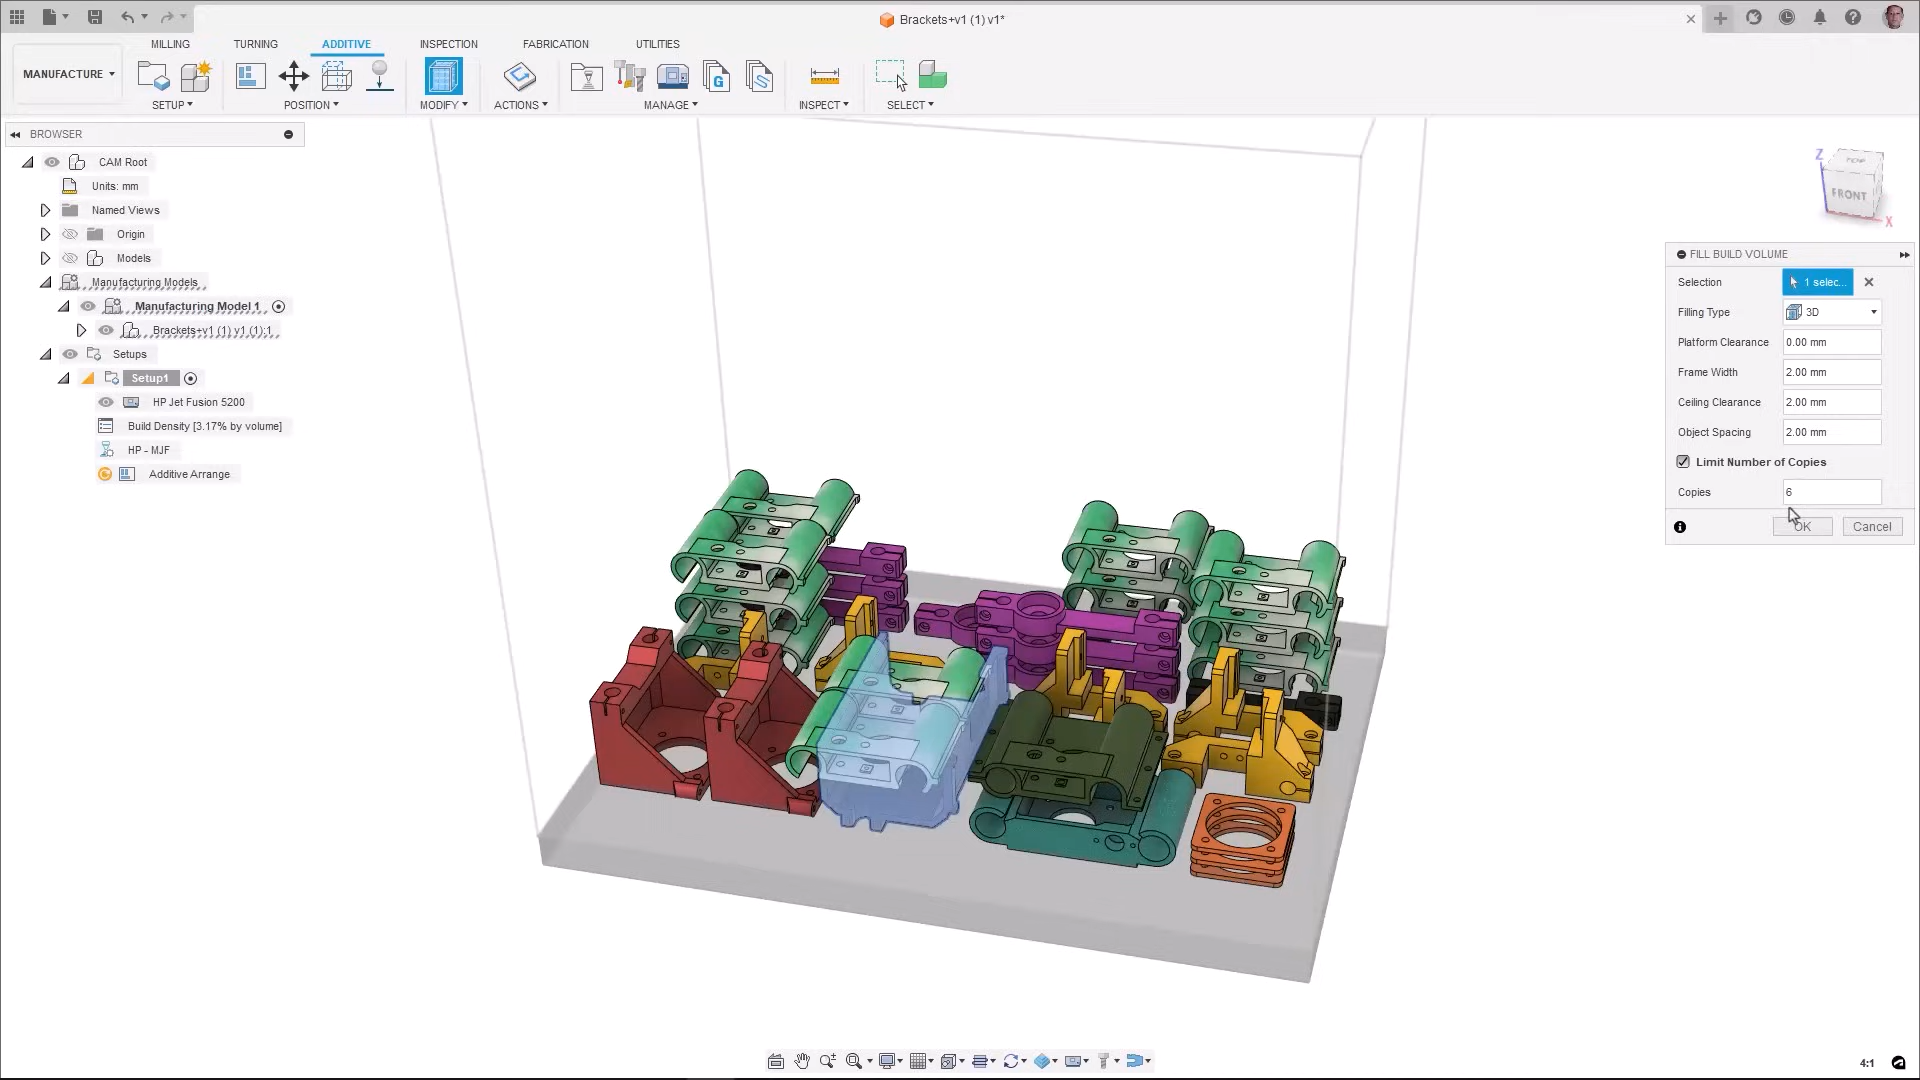 Brackets+v1 (1) v1*
MILLING
TURNING
ADDITIVE
INSPECTION
FABRICATION
UTILITIES
MANUFACTURE
SETUP
POSITION
MODIFY
ACTIONS
MANAGE
INSPECT
SELECT
BROWSER
CAM Root
Units: mm
Named Views
Origin
Models
Manufacturing Models
Manufacturing Model 1
Brackets+v1 (1) v1 (1):1
Setups
Setup1
HP Jet Fusion 5200
Build Density [3.17% by volume]
HP - MJF
Additive Arrange
Z
TOP
FRONT
X
FILL BUILD VOLUME
Selection 1 selec...
Filling Type 3D
Platform Clearance 0.00 mm
Frame Width 2.00 mm
Ceiling Clearance 2.00 mm
Object Spacing 2.00 mm
Limit Number of Copies
Copies 6
OK Cancel
4:1